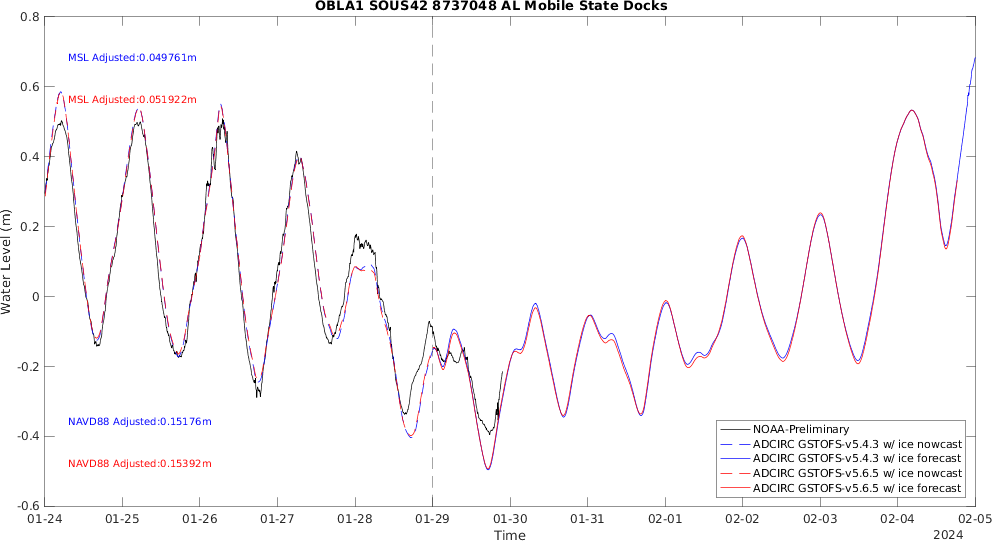 OBLA1 SOUS42 8737048 AL Mobile State Docks
0.8
0.6
0.4
0.2
0
-0.2
-0.4
-0.6
Water Level (m)
MSL Adjusted:0.049761m
MSL Adjusted:0.051922m
NAVD88 Adjusted:0.15176m
NAVD88 Adjusted:0.15392m
NOAA-Preliminary
ADCIRC GSTOFS-v5.4.3 w/ ice nowcast
ADCIRC GSTOFS-v5.4.3 w/ ice forecast
ADCIRC GSTOFS-v5.6.5 w/ ice nowcast
ADCIRC GSTOFS-v5.6.5 w/ ice forecast
01-24 01-25 01-26 01-27 01-28 01-29 01-30 01-31 02-01 02-02 02-03 02-04 02-05
Time
2024